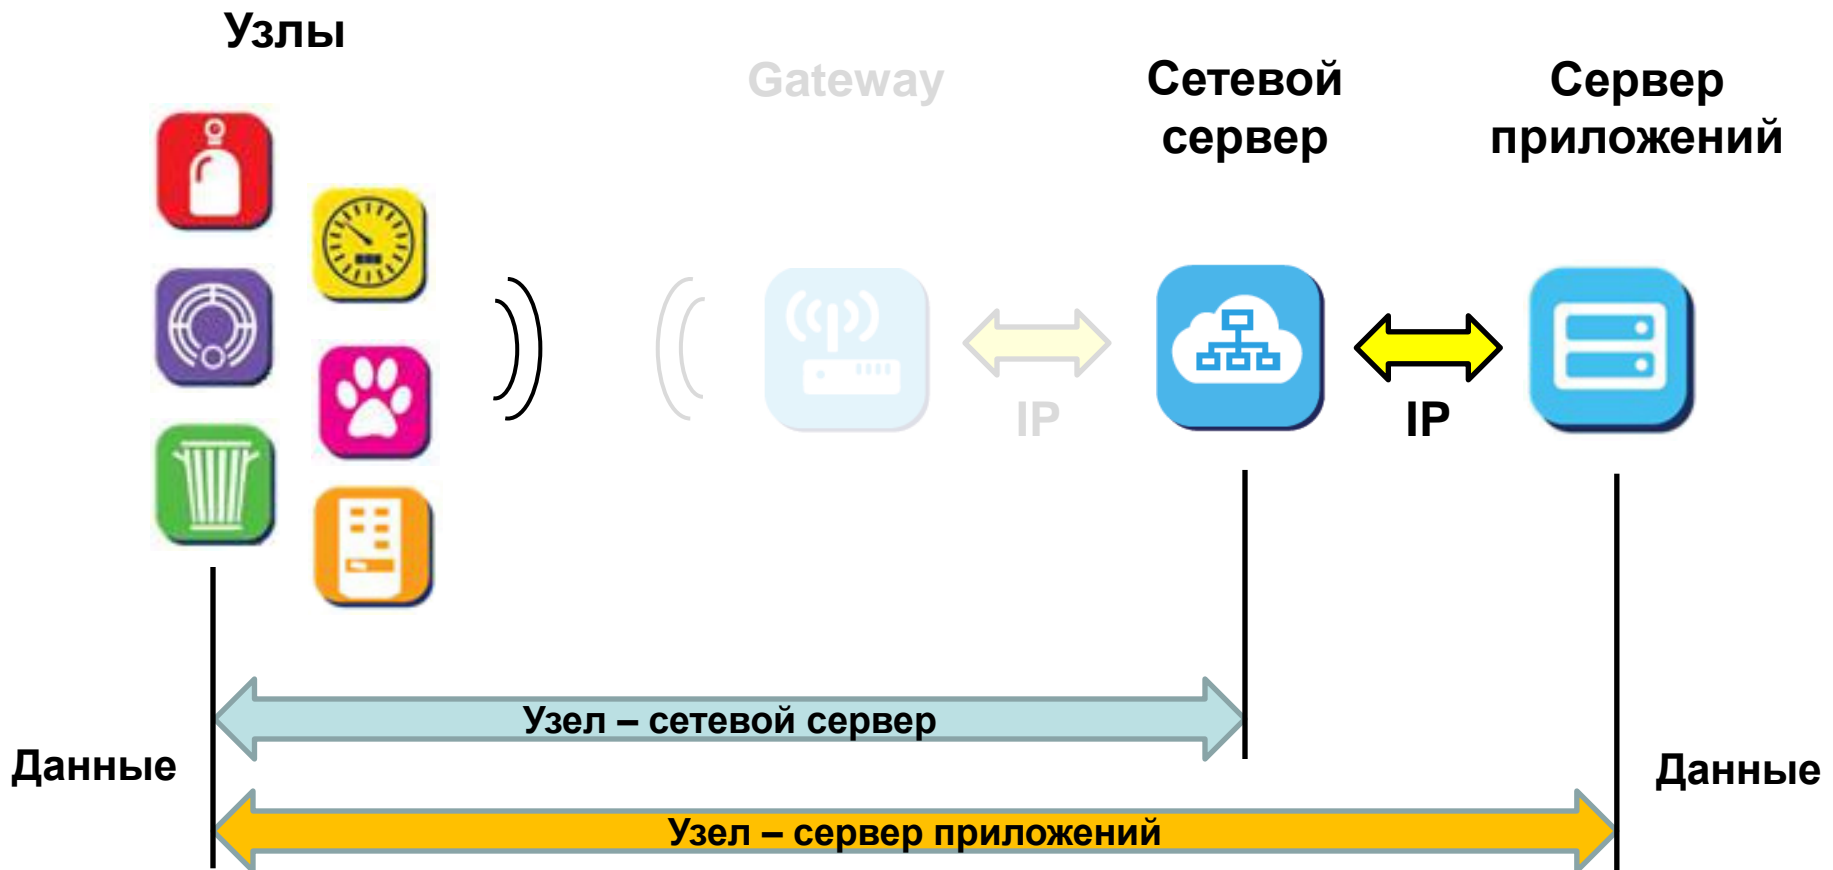 Узлы
Gateway
Сетевой
сервер
Сервер
приложений
IP
IP
Узел – сетевой сервер
Данные
Данные
Узел – сервер приложений